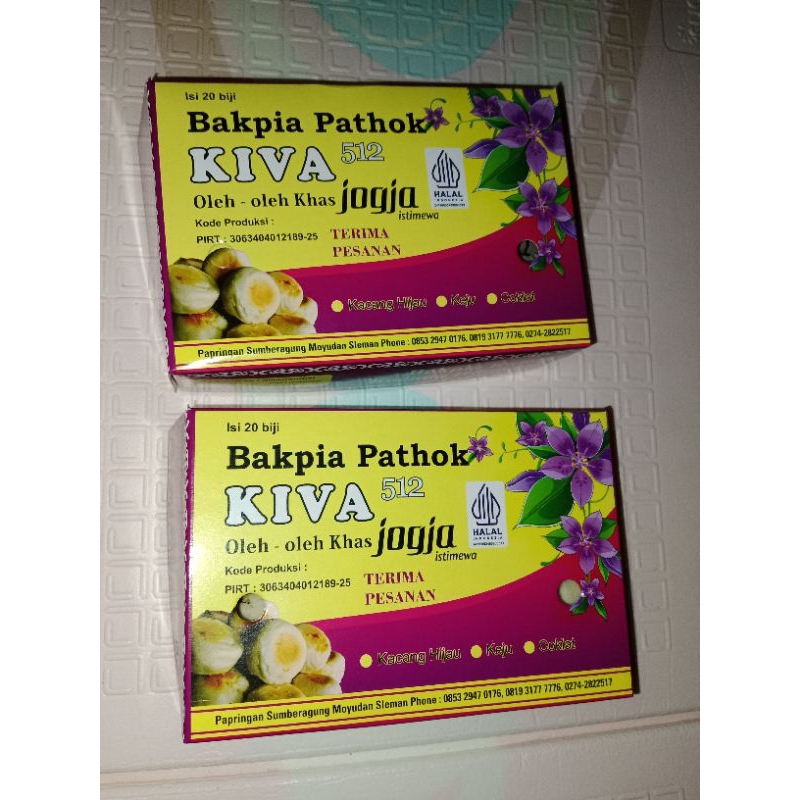 Isi 20 biji
Bakpia Pathok
KIVA 512
Oleh - oleh Khas jogja
istimewa
HALAL
INDONESIA
Kode Produksi :
PIRT : 3063404012189-25
TERIMA
PESANAN
Kacang Hijau Keju Coklat
Papringan Sumberagung Moyudan Sleman Phone : 0853 2947 0176, 0819 3177 7776, 0274-2822517
Isi 20 biji
Bakpia Pathok
KIVA 512
Oleh - oleh Khas jogja
istimewa
HALAL
INDONESIA
Kode Produksi :
PIRT : 3063404012189-25
TERIMA
PESANAN
Kacang Hijau Keju Coklat
Papringan Sumberagung Moyudan Sleman Phone : 0853 2947 0176, 0819 3177 7776, 0274-2822517